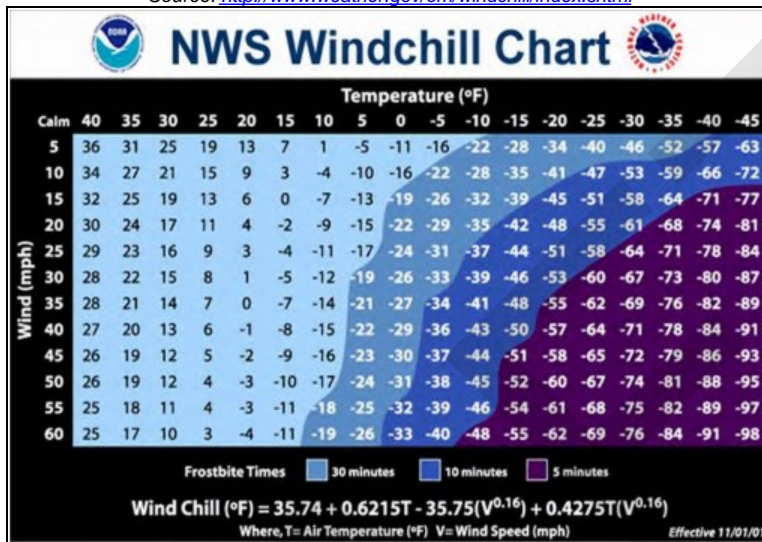 Source: http://www.weather.gov/om/windchill/index.shtml
NWS Windchill Chart
Temperature (°F)
Calm 40 35 30 25 20 15 10 5 0 -5 -10 -15 -20 -25 -30 -35 -40 -45
5 36 31 25 19 13 7 1 -5 -11 -16 -22 -28 -34 -40 -46 -52 -57 -63
10 34 27 21 15 9 3 -4 -10 -16 -22 -28 -35 -41 -47 -53 -59 -66 -72
15 32 25 19 13 6 0 -7 -13 -19 -26 -32 -39 -45 -51 -58 -64 -71 -77
20 30 24 17 11 4 -2 -9 -15 -22 -29 -35 -42 -48 -55 -61 -68 -74 -81
25 29 23 16 9 3 -4 -11 -17 -24 -31 -37 -44 -51 -58 -64 -71 -78 -84
30 28 22 15 8 1 -5 -12 -19 -26 -33 -39 -46 -53 -60 -67 -73 -80 -87
35 28 21 14 7 0 -7 -14 -21 -27 -34 -41 -48 -55 -62 -69 -76 -82 -89
40 27 20 13 6 -1 -8 -15 -22 -29 -36 -43 -50 -57 -64 -71 -78 -84 -91
45 26 19 12 5 -2 -9 -16 -23 -30 -37 -44 -51 -58 -65 -72 -79 -86 -93
50 26 19 12 4 -3 -10 -17 -24 -31 -38 -45 -52 -60 -67 -74 -81 -88 -95
55 25 18 11 4 -3 -11 -18 -25 -32 -39 -46 -54 -61 -68 -75 -82 -89 -97
60 25 17 10 3 -4 -11 -19 -26 -33 -40 -48 -55 -62 -69 -76 -84 -91 -98
Wind (mph)
Frostbite Times 30 minutes 10 minutes 5 minutes
Wind Chill (°F) = 35.74 + 0.6215T - 35.75(V0.16) + 0.4275T(V0.16)
Where, T= Air Temperature (°F) V= Wind Speed (mph) Effective 11/01/01